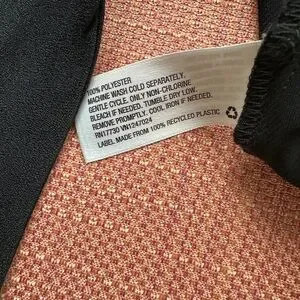 100% POLYESTER
MACHINE WASH COLD SEPARATELY.
GENTLE CYCLE. ONLY NON-CHLORINE
BLEACH IF NEEDED. TUMBLE DRY LOW.
REMOVE PROMPTLY. COOL IRON IF NEEDED.
RN17730 VN1247024
LABEL MADE FROM 100% RECYCLED PLASTIC